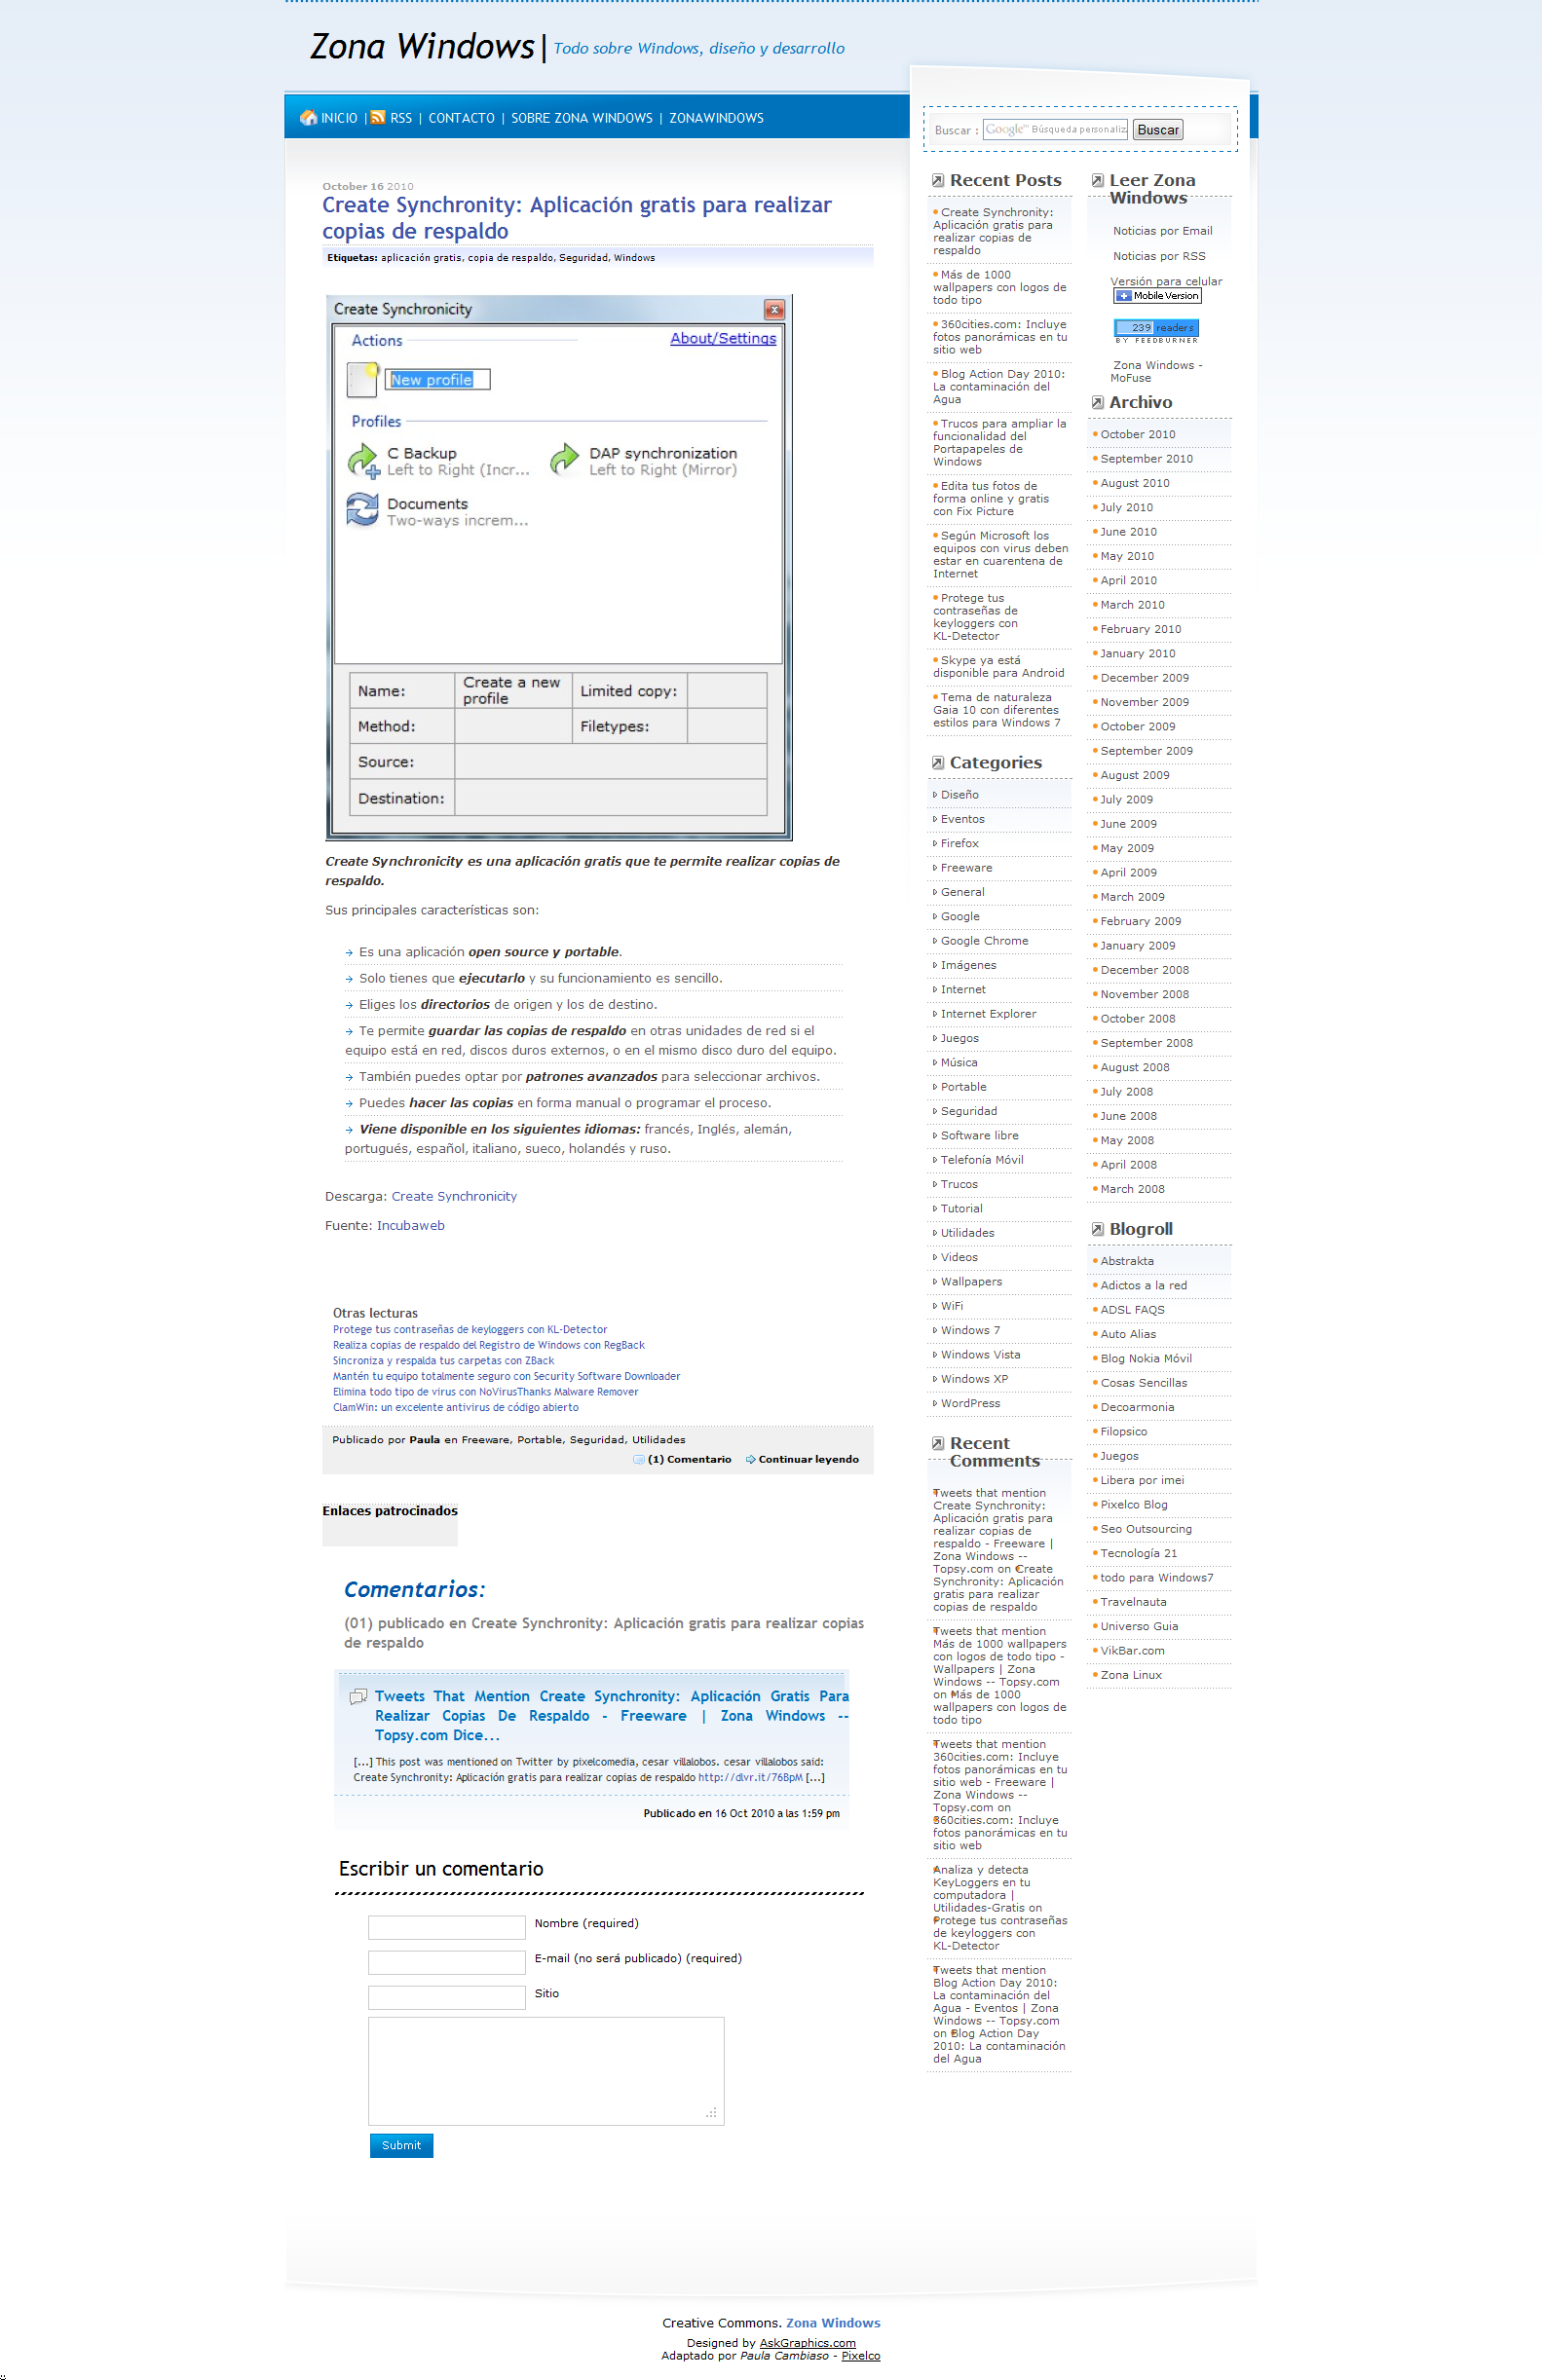 Zona Windows| Todo sobre Windows, diseño y desarrollo
INICIO | RSS | CONTACTO | SOBRE ZONA WINDOWS | ZONAWINDOWS
Buscar : Google™ Búsqueda personaliz Buscar
October 16 2010
Create Synchronity: Aplicación gratis para realizar
copias de respaldo
Etiquetas: aplicación gratis, copia de respaldo, Seguridad, Windows
Create Synchronicity
Actions
About/Settings
New profile
Profiles
C Backup
Left to Right (Incr...
DAP synchronization
Left to Right (Mirror)
Documents
Two-ways increm...
Name:
Create a new
profile
Limited copy:
Method:
Filetypes:
Source:
Destination:
Create Synchronicity es una aplicación gratis que te permite realizar copias de
respaldo.
Sus principales características son:
Es una aplicación open source y portable.
Solo tienes que ejecutarlo y su funcionamiento es sencillo.
Eliges los directorios de origen y los de destino.
Te permite guardar las copias de respaldo en otras unidades de red si el
equipo está en red, discos duros externos, o en el mismo disco duro del equipo.
También puedes optar por patrones avanzados para seleccionar archivos.
Puedes hacer las copias en forma manual o programar el proceso.
Viene disponible en los siguientes idiomas: francés, Inglés, alemán,
portugués, español, italiano, sueco, holandés y ruso.
Descarga: Create Synchronicity
Fuente: Incubaweb
Otras lecturas
Protege tus contraseñas de keyloggers con KL-Detector
Realiza copias de respaldo del Registro de Windows con RegBack
Sincroniza y respalda tus carpetas con ZBack
Mantén tu equipo totalmente seguro con Security Software Downloader
Elimina todo tipo de virus con NoVirusThanks Malware Remover
ClamWin: un excelente antivirus de código abierto
Publicado por Paula en Freeware, Portable, Seguridad, Utilidades
(1) Comentario Continuar leyendo
Enlaces patrocinados
Comentarios:
(01) publicado en Create Synchronity: Aplicación gratis para realizar copias
de respaldo
Tweets That Mention Create Synchronity: Aplicación Gratis Para
Realizar Copias De Respaldo - Freeware | Zona Windows --
Topsy.com Dice...
[...] This post was mentioned on Twitter by pixelcomedia, cesar villalobos. cesar villalobos said:
Create Synchronity: Aplicación gratis para realizar copias de respaldo http://dlvr.it/76BpM [...]
Publicado en 16 Oct 2010 a las 1:59 pm
Escribir un comentario
Nombre (required)
E-mail (no será publicado) (required)
Sitio
Submit
Recent Posts
Create Synchronity:
Aplicación gratis para
realizar copias de
respaldo
Más de 1000
wallpapers con logos de
todo tipo
360cities.com: Incluye
fotos panorámicas en tu
sitio web
Blog Action Day 2010:
La contaminación del
Agua
Trucos para ampliar la
funcionalidad del
Portapapeles de
Windows
Edita tus fotos de
forma online y gratis
con Fix Picture
Según Microsoft los
equipos con virus deben
estar en cuarentena de
Internet
Protege tus
contraseñas de
keyloggers con
KL-Detector
Skype ya está
disponible para Android
Tema de naturaleza
Gaia 10 con diferentes
estilos para Windows 7
Categories
Diseño
Eventos
Firefox
Freeware
General
Google
Google Chrome
Imágenes
Internet
Internet Explorer
Juegos
Música
Portable
Seguridad
Software libre
Telefonía Móvil
Trucos
Tutorial
Utilidades
Videos
Wallpapers
WiFi
Windows 7
Windows Vista
Windows XP
WordPress
Recent
Comments
Tweets that mention
Create Synchronity:
Aplicación gratis para
realizar copias de
respaldo - Freeware |
Zona Windows --
Topsy.com on Create
Synchronity: Aplicación
gratis para realizar
copias de respaldo
Tweets that mention
Más de 1000 wallpapers
con logos de todo tipo -
Wallpapers | Zona
Windows -- Topsy.com
on Más de 1000
wallpapers con logos de
todo tipo
Tweets that mention
360cities.com: Incluye
fotos panorámicas en tu
sitio web - Freeware |
Zona Windows --
Topsy.com on
360cities.com: Incluye
fotos panorámicas en tu
sitio web
Analiza y detecta
KeyLoggers en tu
computadora |
Utilidades-Gratis on
Protege tus contraseñas
de keyloggers con
KL-Detector
Tweets that mention
Blog Action Day 2010:
La contaminación del
Agua - Eventos | Zona
Windows -- Topsy.com
on Blog Action Day
2010: La contaminación
del Agua
Leer Zona
Windows
Noticias por Email
Noticias por RSS
Versión para celular
Mobile Version
239 readers
BY FEEDBURNER
Zona Windows -
MoFuse
Archivo
October 2010
September 2010
August 2010
July 2010
June 2010
May 2010
April 2010
March 2010
February 2010
January 2010
December 2009
November 2009
October 2009
September 2009
August 2009
July 2009
June 2009
May 2009
April 2009
March 2009
February 2009
January 2009
December 2008
November 2008
October 2008
September 2008
August 2008
July 2008
June 2008
May 2008
April 2008
March 2008
Blogroll
Abstrakta
Adictos a la red
ADSL FAQS
Auto Alias
Blog Nokia Móvil
Cosas Sencillas
Decoarmonia
Filopsico
Juegos
Libera por imei
Pixelco Blog
Seo Outsourcing
Tecnología 21
todo para Windows7
Travelnauta
Universo Guia
VikBar.com
Zona Linux
Creative Commons. Zona Windows
Designed by AskGraphics.com
Adaptado por Paula Cambiaso - Pixelco